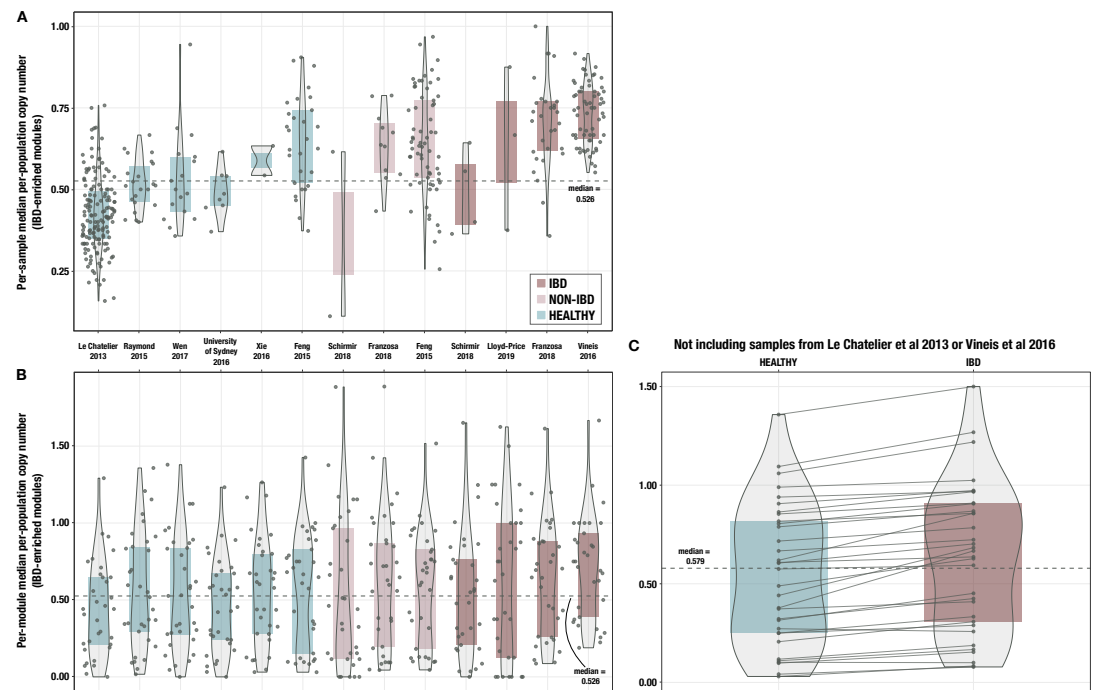 A
Per-sample median per-population copy number
(IBD-enriched modules)
1.00
0.75
0.50
0.25
median =
0.526
IBD
NON-IBD
HEALTHY
Le Chatelier
2013
Raymond
2015
Wen
2017
University
of Sydney
2016
Xie
2016
Feng
2015
Schirmir
2018
Franzosa
2018
Feng
2015
Schirmir
2018
Lloyd-Price
2019
Franzosa
2018
Vineis
2016
B
Per-module median per-population copy number
(IBD-enriched modules)
1.50
1.00
0.50
0.00
median =
0.526
C
Not including samples from Le Chatelier et al 2013 or Vineis et al 2016
HEALTHY
IBD
1.50
1.00
0.50
0.00
median =
0.579